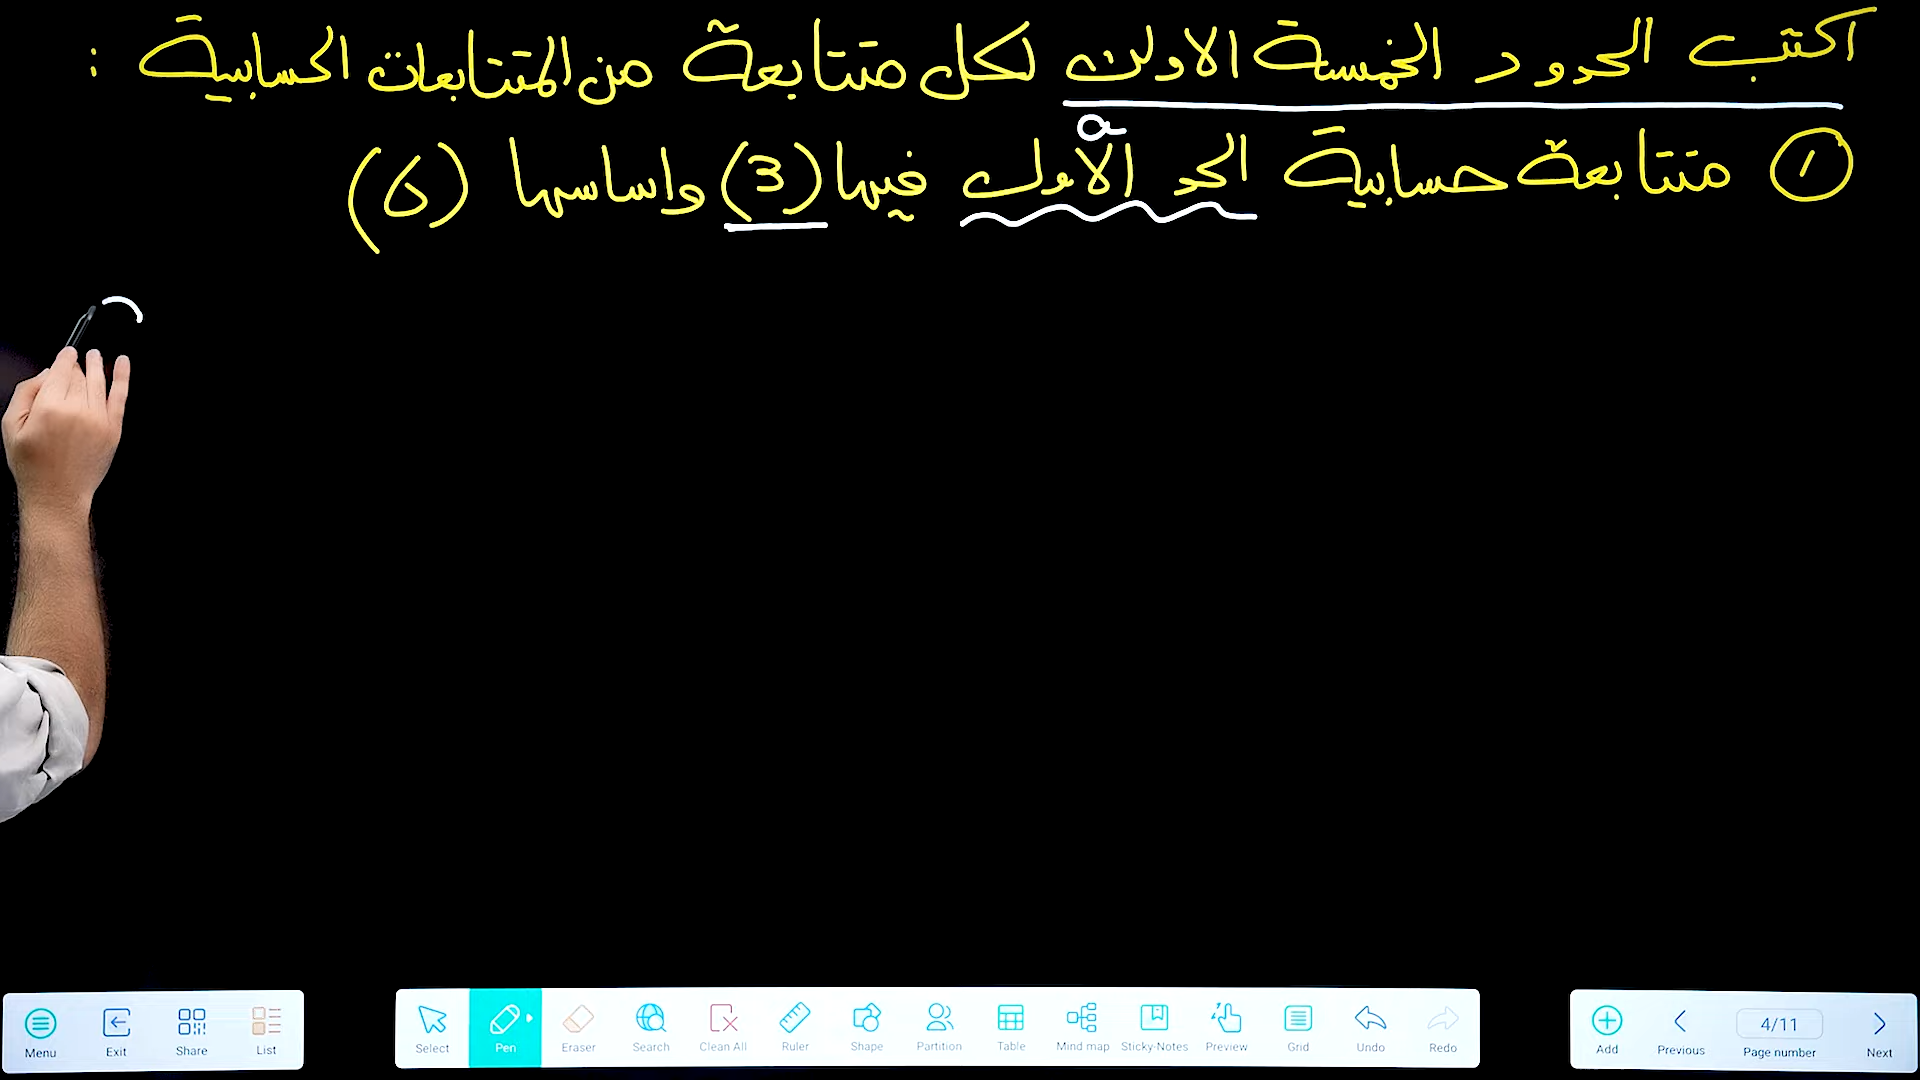 اكتب الحدود الخمسة الاولى لكل متتابعة من المتتابعات الحسابية :
a
① متتابعة حسابية الحد الأول فيها (3) واساسها (6)
Menu Exit Share List Select Pen Eraser Search Clean All Ruler Shape Partition Table Mind map Sticky-Notes Preview Grid Undo Redo Add Previous 4/11 Page number Next